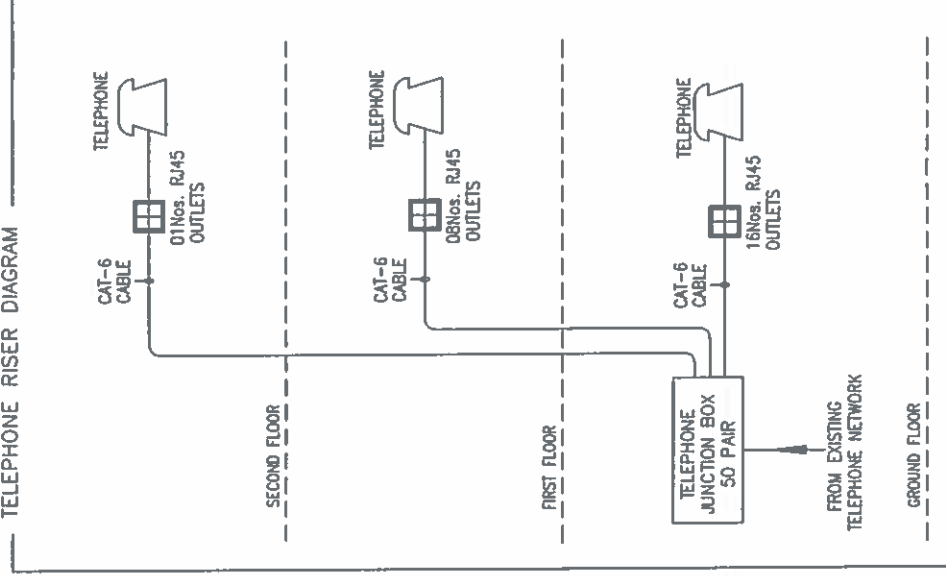 TELEPHONE RISER DIAGRAM
TELEPHONE
CAT-6
CABLE
01Nos. RJ45
OUTLETS
SECOND FLOOR
TELEPHONE
CAT-6
CABLE
08Nos. RJ45
OUTLETS
FIRST FLOOR
TELEPHONE
CAT-6
CABLE
16Nos. RJ45
OUTLETS
TELEPHONE
JUNCTION BOX
50 PAIR
FROM EXISTING
TELEPHONE NETWORK
GROUND FLOOR